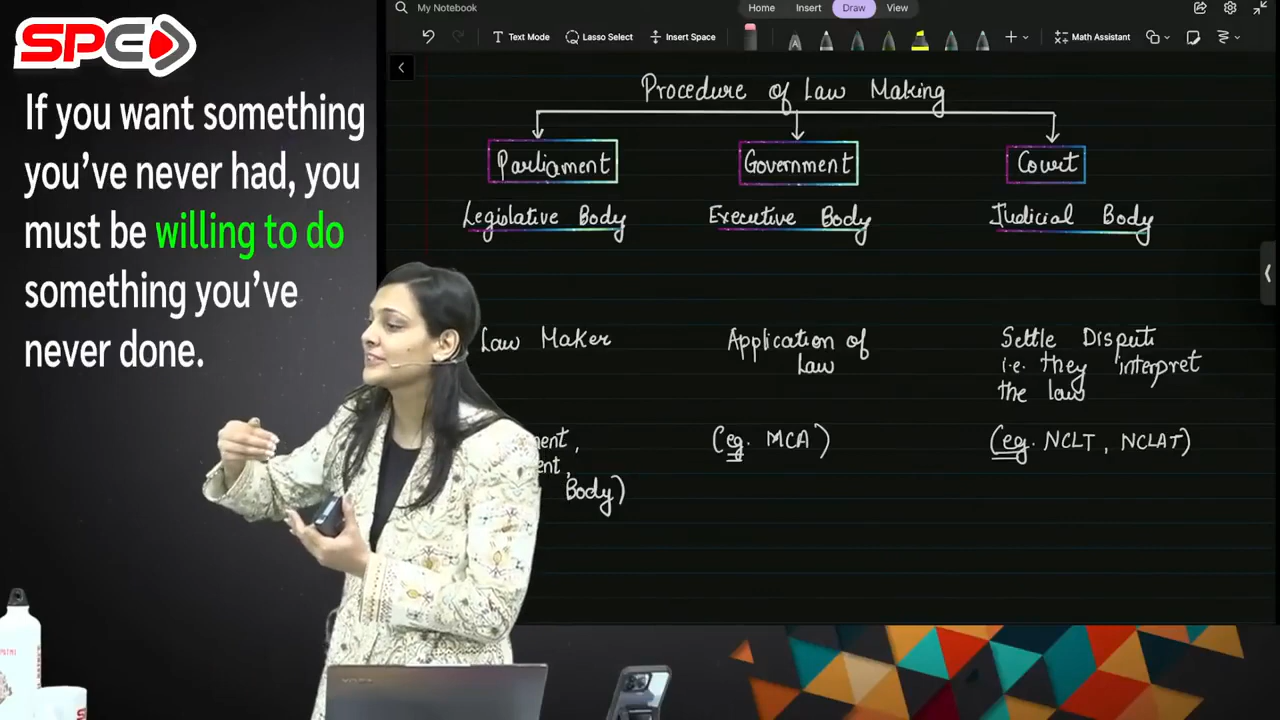 SPC
If you want something
you've never had, you
must be willing to do
something you've
never done.
My Notebook
Home Insert Draw View
Text Mode Lasso Select Insert Space Math Assistant
Procedure of Law Making
Parliament Government Court
Legislative Body Executive Body Judicial Body
Law Maker Application of Law Settle Dispute
i.e. they interpret
the law
ment, (eg. MCA) (eg. NCLT, NCLAT)
ent,
Body)